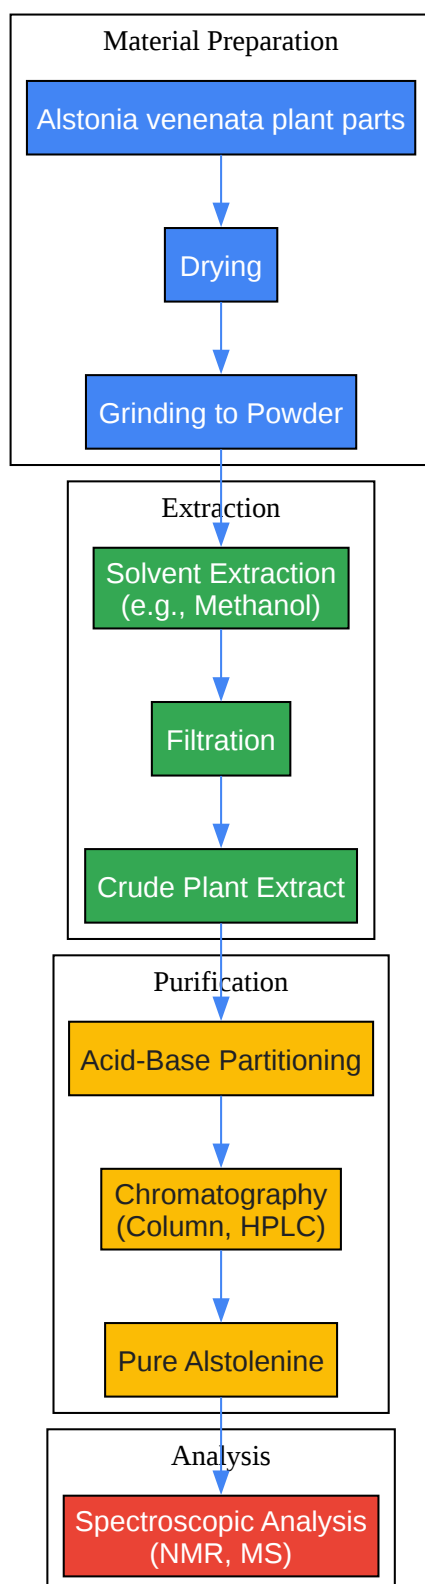 Material Preparation
Alstonia venenata plant parts
Drying
Grinding to Powder
Extraction
Solvent Extraction
(e.g., Methanol)
Filtration
Crude Plant Extract
Purification
Acid-Base Partitioning
Chromatography
(Column, HPLC)
Pure Alstolenine
Analysis
Spectroscopic Analysis
(NMR, MS)